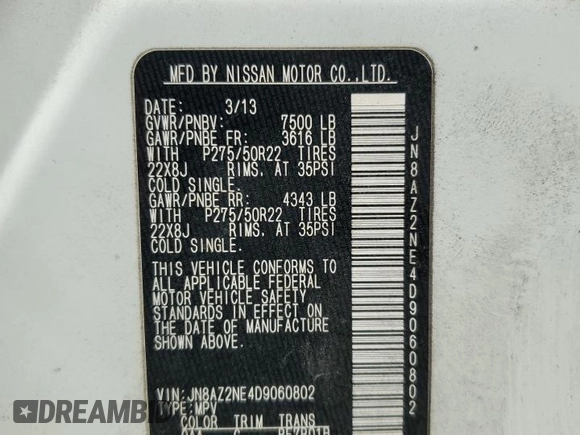 MFD BY NISSAN MOTOR CO.,LTD.
DATE: 3/13
GVWR/PNBV: 7500 LB
GAWR/PNBE FR: 3616 LB
WITH P275/50R22 TIRES
22X8J RIMS. AT 35PSI
COLD SINGLE.
GAWR/PNBE RR: 4343 LB
WITH P275/50R22 TIRES
22X8J RIMS. AT 35PSI
COLD SINGLE.
THIS VEHICLE CONFORMS TO
ALL APPLICABLE FEDERAL
MOTOR VEHICLE SAFETY
STANDARDS IN EFFECT ON
THE DATE OF MANUFACTURE
SHOWN ABOVE.
VIN: JN8AZ2NE4D9060802
TYPE: MPV
COLOR TRIM TRANS
JN8AZ2NE4D9060802
DEALERSHIP.CO